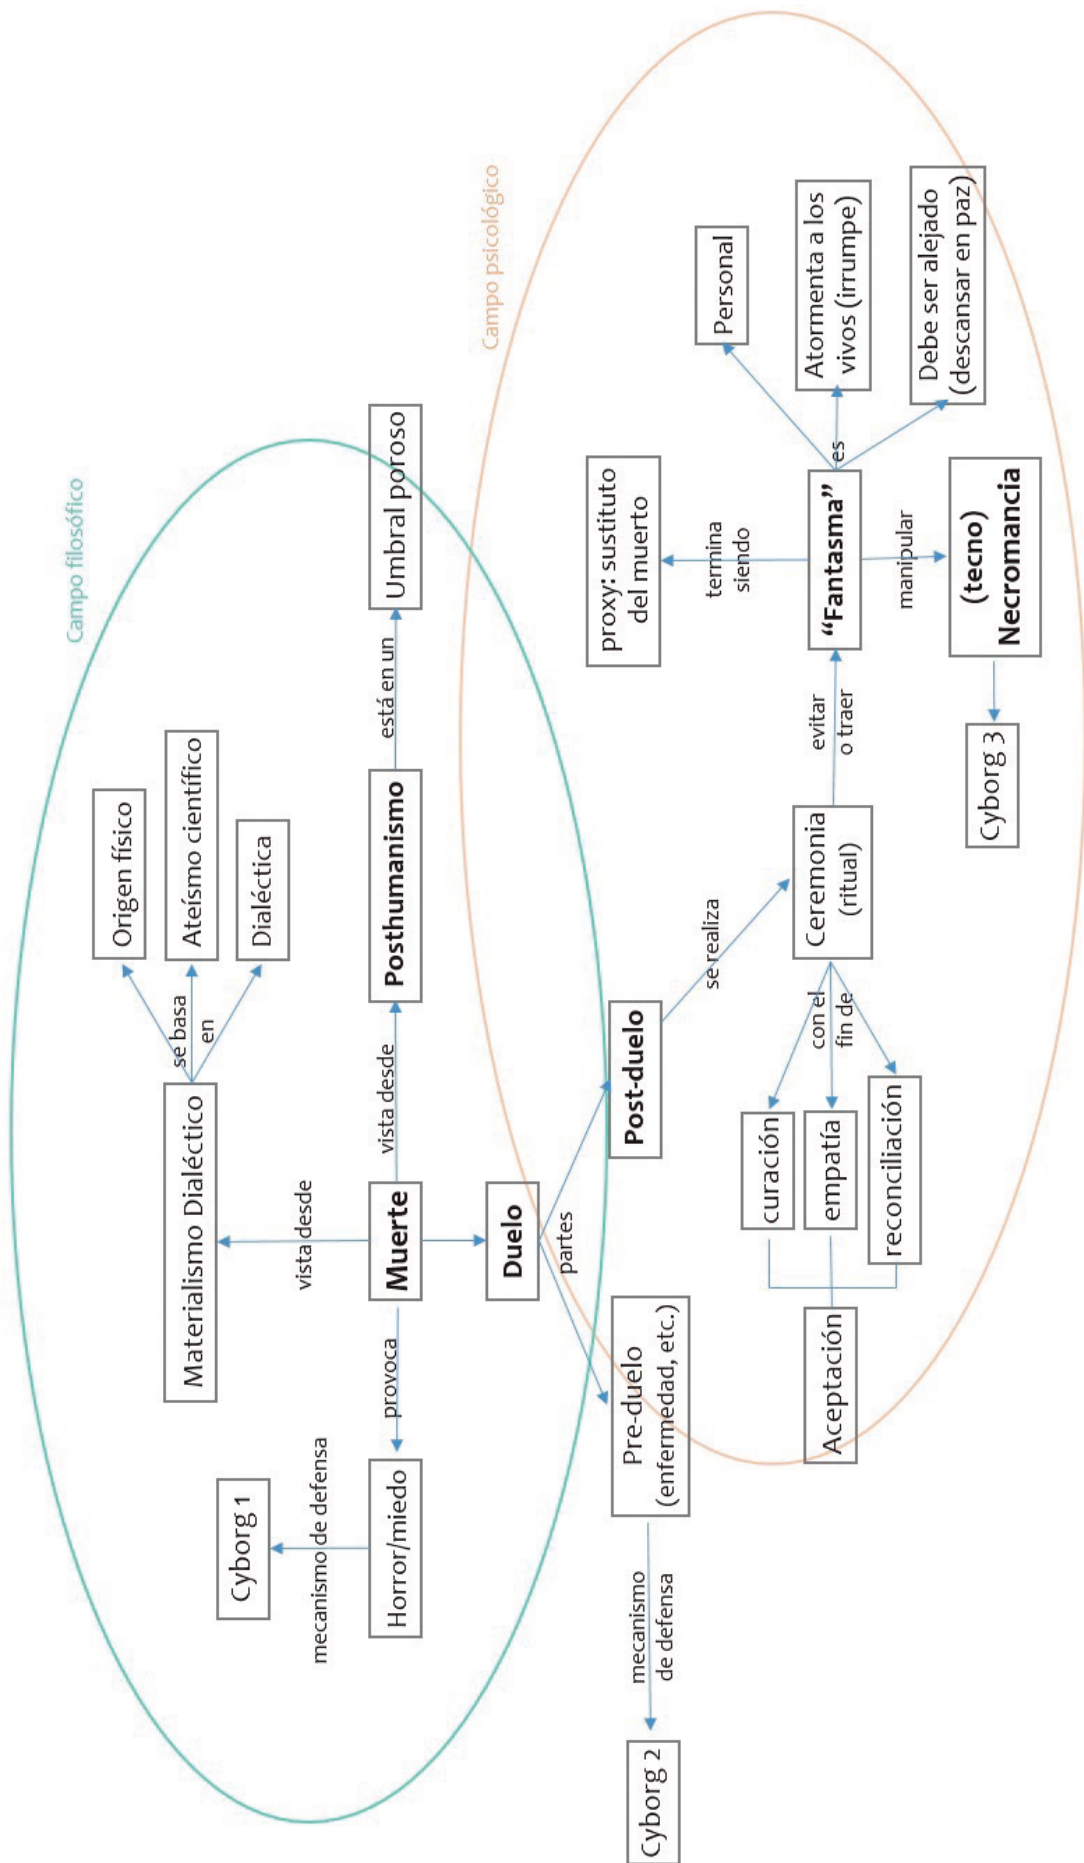 Campo filosófico
Origen físico
Ateísmo científico
Dialéctica
se basa
en
Materialismo Dialéctico
vista desde
Cyborg 1
mecanismo de defensa
Horror/miedo
provoca
Muerte
vista desde
Posthumanismo
está en un
Umbral poroso
Duelo
partes
Campo psicológico
Pre-duelo
(enfermedad, etc.)
mecanismo
de defensa
Cyborg 2
Post-duelo
se realiza
Ceremonia
(ritual)
con el
fin de
curación
empatía
reconciliación
Aceptación
evitar
o traer
“Fantasma”
termina
siendo
proxy: sustituto
del muerto
es
Personal
Atormenta a los
vivos (irrumpe)
Debe ser alejado
(descansar en paz)
manipular
(tecno)
Necromancia
Cyborg 3